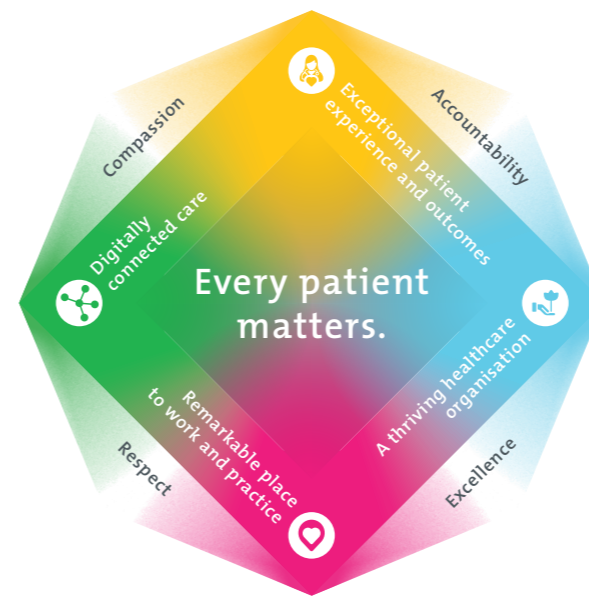 Compassion
Accountability
Exceptional patient
experience and outcomes
Digitally
connected care
Every patient
matters.
A thriving healthcare
organisation
Remarkable place
to work and practice
Respect
Excellence